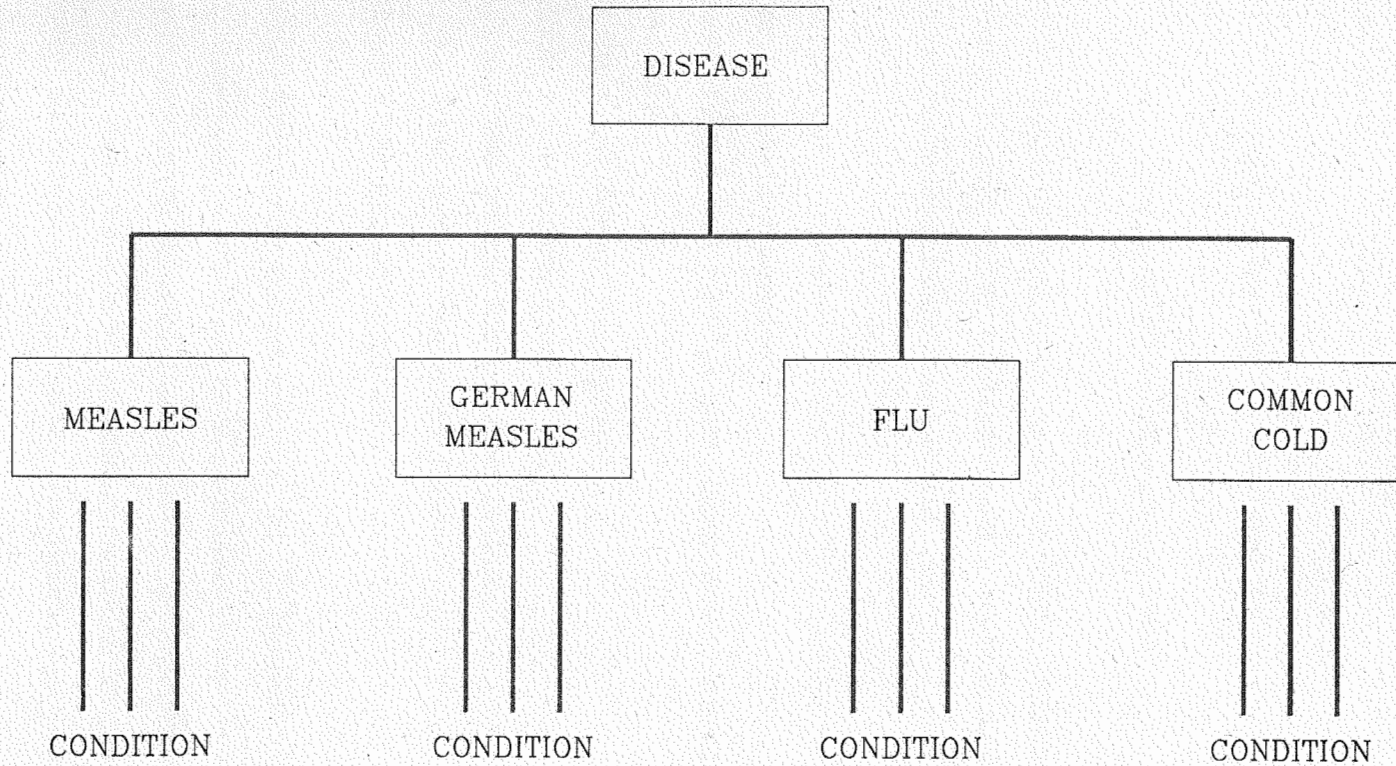 DISEASE
MEASLES
GERMAN
MEASLES
FLU
COMMON
COLD
CONDITION
CONDITION
CONDITION
CONDITION